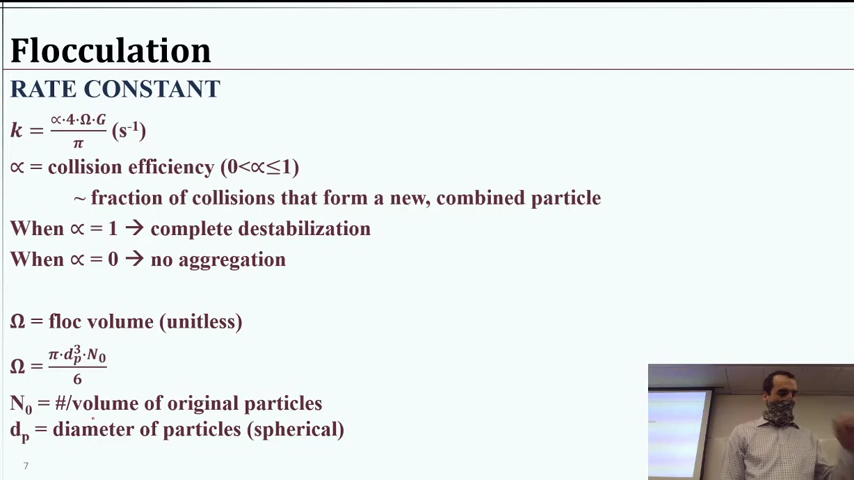 Flocculation
RATE CONSTANT
k = ∝·4·Ω·G / π (s⁻¹)
∝ = collision efficiency (0<∝≤1)
~ fraction of collisions that form a new, combined particle
When ∝ = 1 → complete destabilization
When ∝ = 0 → no aggregation
Ω = floc volume (unitless)
Ω = π·d_p³·N₀ / 6
N₀ = #/volume of original particles
d_p = diameter of particles (spherical)
7